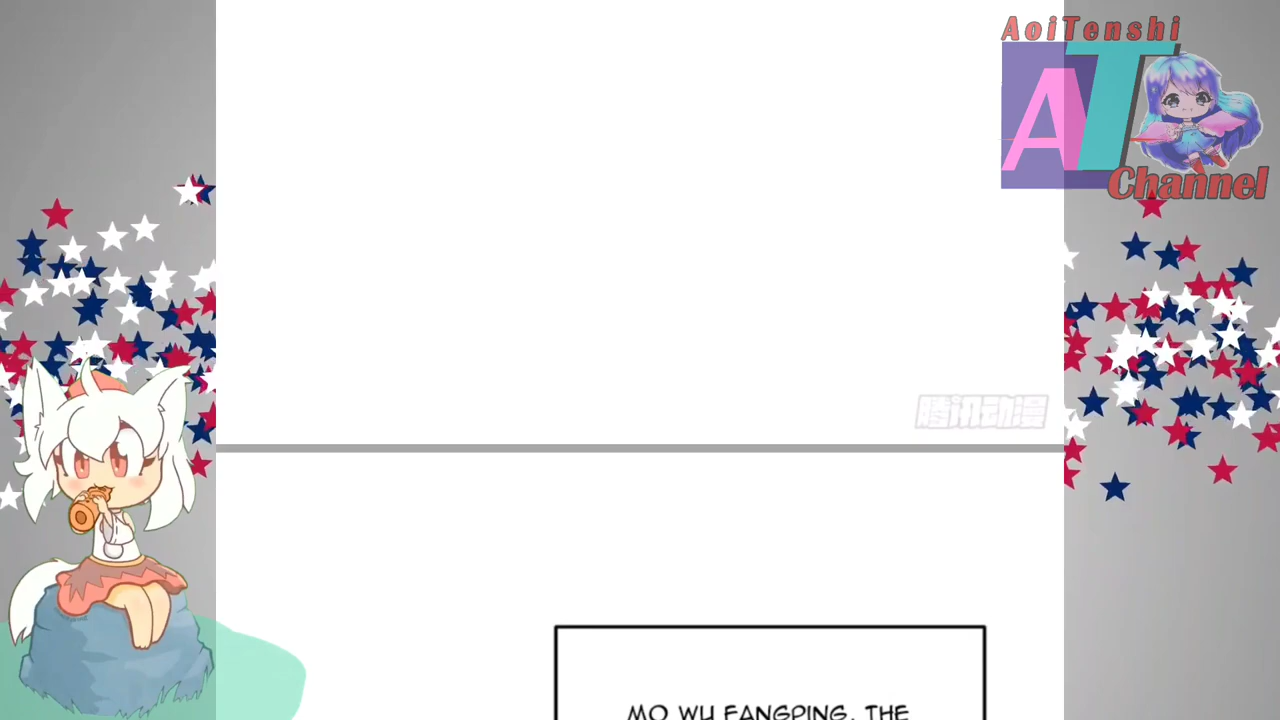 AoiTenshi
AT
Channel
腾讯动漫
MO WU FANGPING, THE